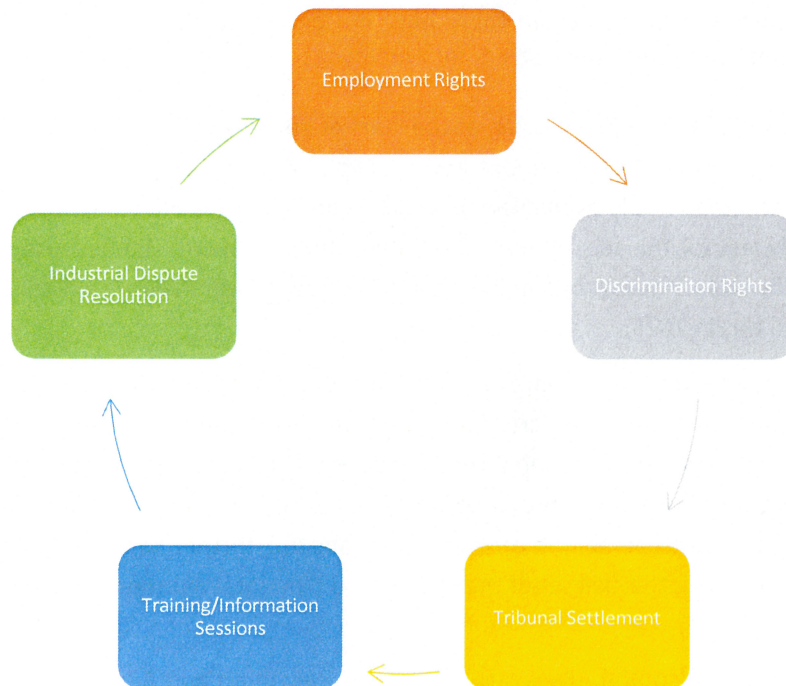 Employment Rights
Discriminaiton Rights
Tribunal Settlement
Training/Information
Sessions
Industrial Dispute
Resolution